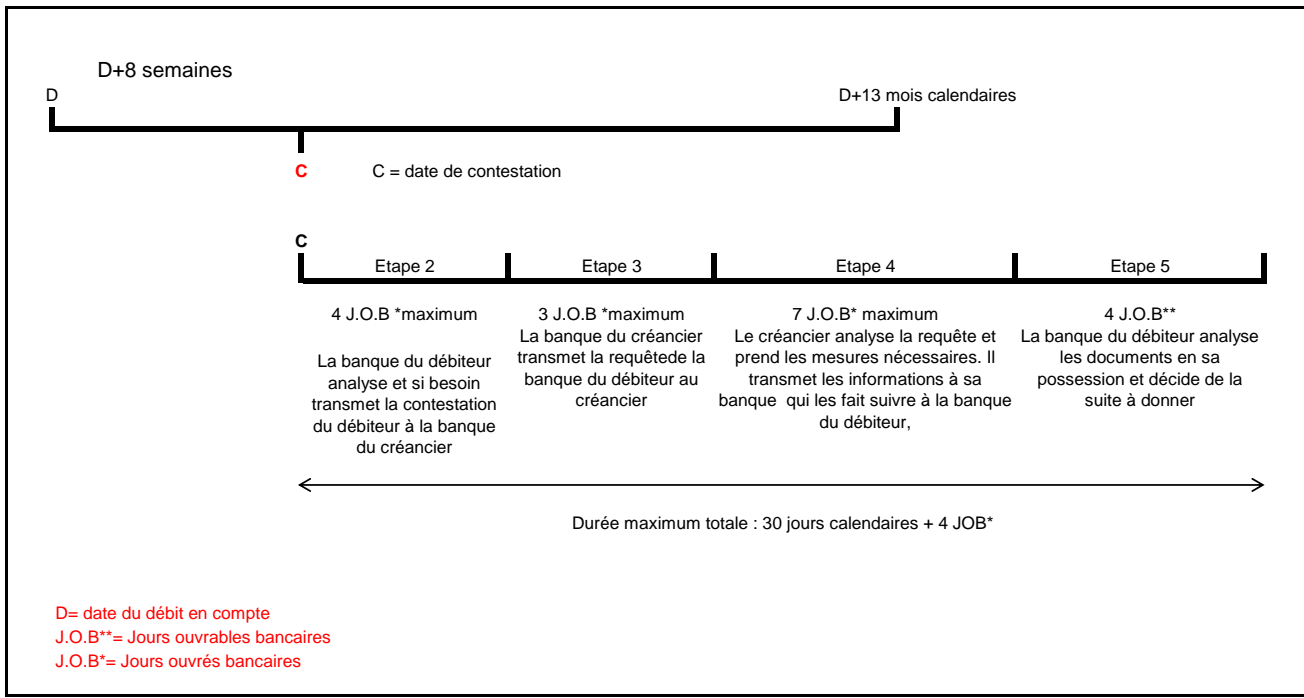 D+8 semaines
D
D+13 mois calendaires
C
C = date de contestation
C
Etape 2
Etape 3
Etape 4
Etape 5
4 J.O.B *maximum
La banque du débiteur
analyse et si besoin
transmet la contestation
du débiteur à la banque
du créancier
3 J.O.B *maximum
La banque du créancier
transmet la requêtede la
banque du débiteur au
créancier
7 J.O.B* maximum
Le créancier analyse la requête et
prend les mesures nécessaires. Il
transmet les informations à sa
banque  qui les fait suivre à la banque
du débiteur,
4 J.O.B**
La banque du débiteur analyse
les documents en sa
possession et décide de la
suite à donner
Durée maximum totale : 30 jours calendaires + 4 JOB*
D= date du débit en compte
J.O.B**= Jours ouvrables bancaires
J.O.B*= Jours ouvrés bancaires